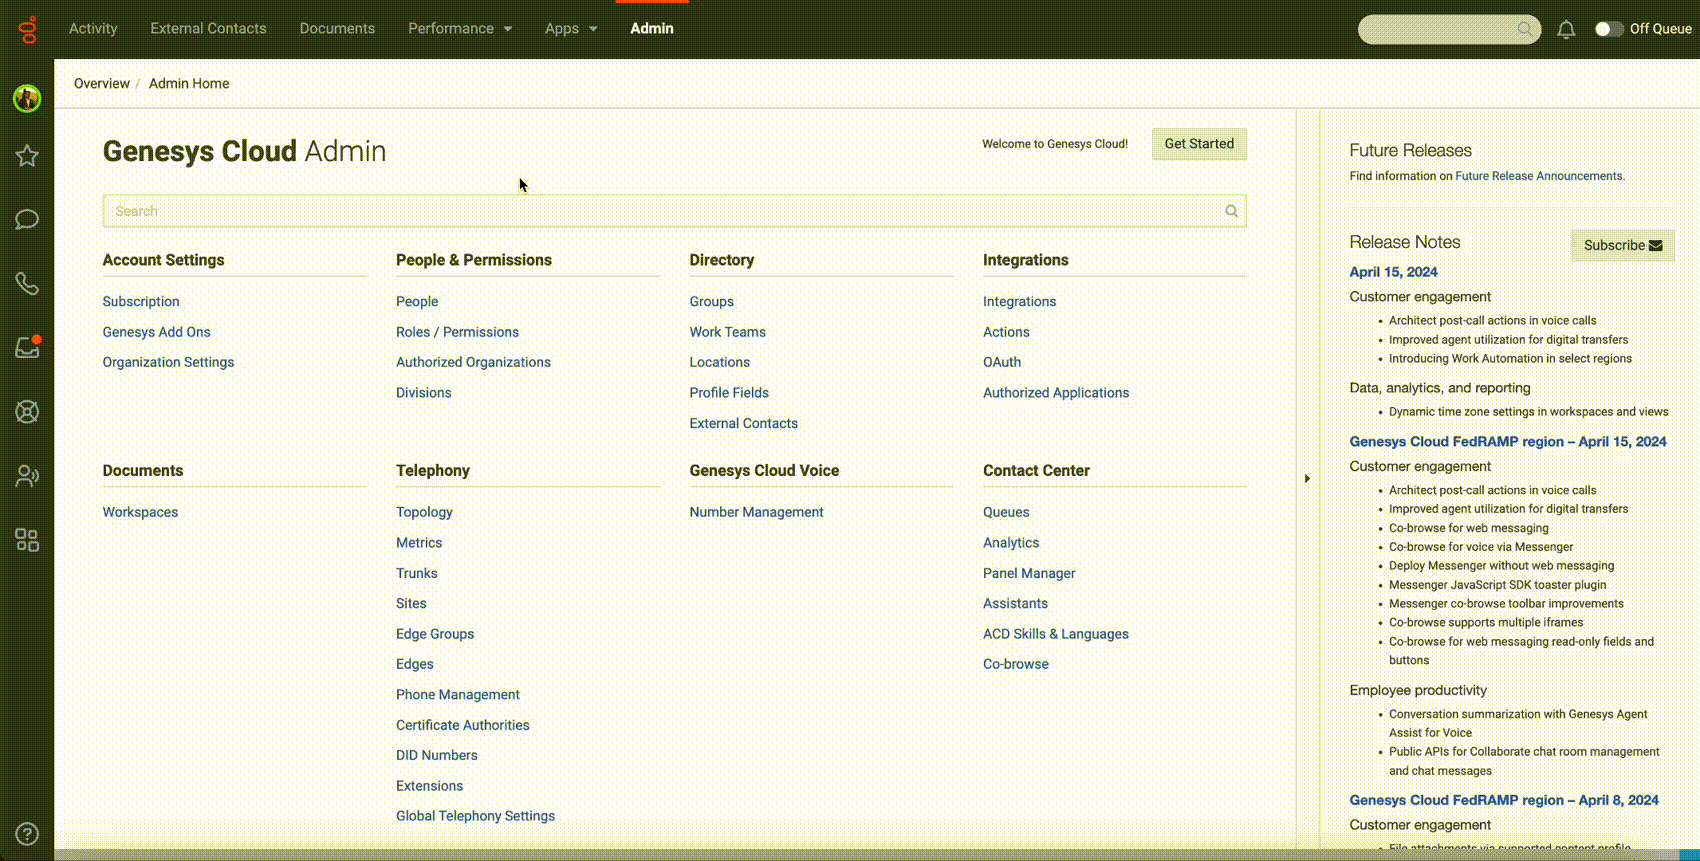 Activity
External Contacts
Documents
Performance
Apps
Admin
Off Queue
Overview / Admin Home
Genesys Cloud Admin
Welcome to Genesys Cloud!
Get Started
Search
Account Settings
Subscription
Genesys Add Ons
Organization Settings
People & Permissions
People
Roles / Permissions
Authorized Organizations
Divisions
Directory
Groups
Work Teams
Locations
Profile Fields
External Contacts
Integrations
Integrations
Actions
OAuth
Authorized Applications
Documents
Workspaces
Telephony
Topology
Metrics
Trunks
Sites
Edge Groups
Edges
Phone Management
Certificate Authorities
DID Numbers
Extensions
Global Telephony Settings
Genesys Cloud Voice
Number Management
Contact Center
Queues
Analytics
Panel Manager
Assistants
ACD Skills & Languages
Co-browse
Future Releases
Find information on Future Release Announcements.
Release Notes
Subscribe
April 15, 2024
Customer engagement
• Architect post-call actions in voice calls
• Improved agent utilization for digital transfers
• Introducing Work Automation in select regions
Data, analytics, and reporting
• Dynamic time zone settings in workspaces and views
Genesys Cloud FedRAMP region – April 15, 2024
Customer engagement
• Architect post-call actions in voice calls
• Improved agent utilization for digital transfers
• Co-browse for web messaging
• Co-browse for voice via Messenger
• Deploy Messenger without web messaging
• Messenger JavaScript SDK toaster plugin
• Messenger co-browse toolbar improvements
• Co-browse supports multiple iframes
• Co-browse for web messaging read-only fields and
buttons
Employee productivity
• Conversation summarization with Genesys Agent
Assist for Voice
• Public APIs for Collaborate chat room management
and chat messages
Genesys Cloud FedRAMP region – April 8, 2024
Customer engagement
• File attachments via supported content profile